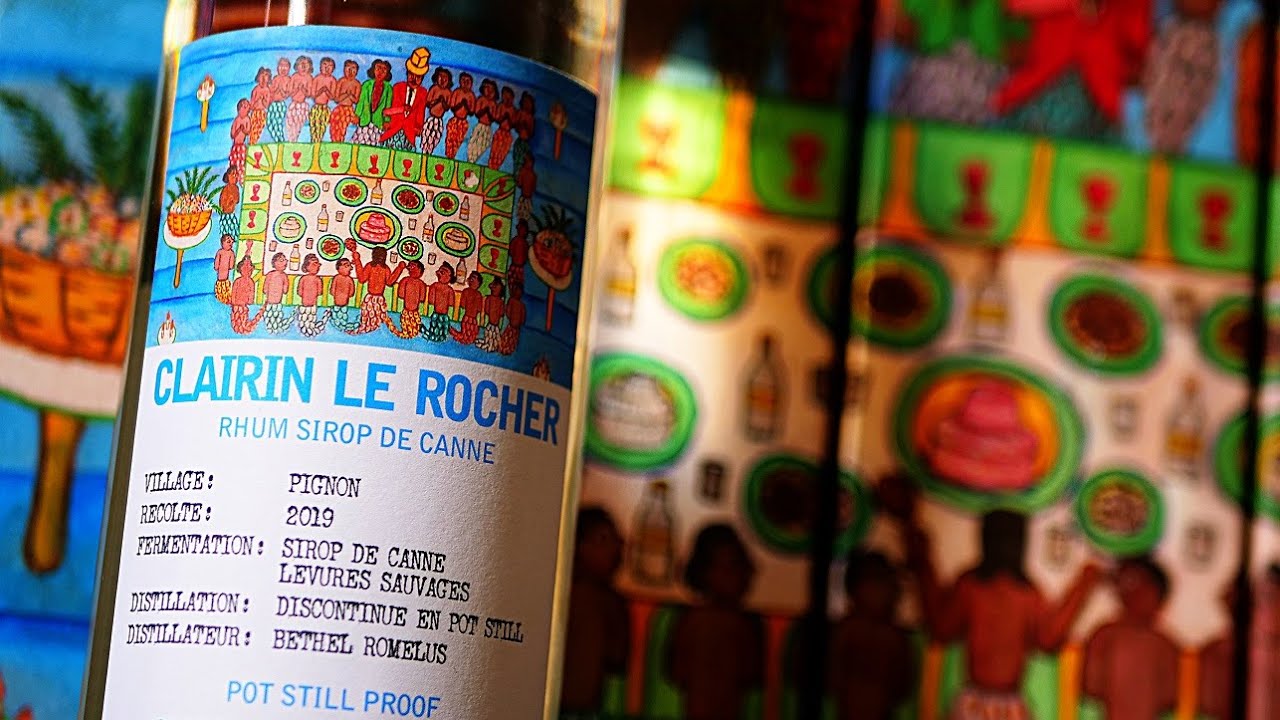 CLAIRIN LE ROCHER
RHUM SIROP DE CANNE
VILLAGE: PIGNON
RECOLTE: 2019
FERMENTATION: SIROP DE CANNE
LEVURES SAUVAGES
DISTILLATION: DISCONTINUE EN POT STILL
DISTILLATEUR: BETHEL ROMELUS
POT STILL PROOF